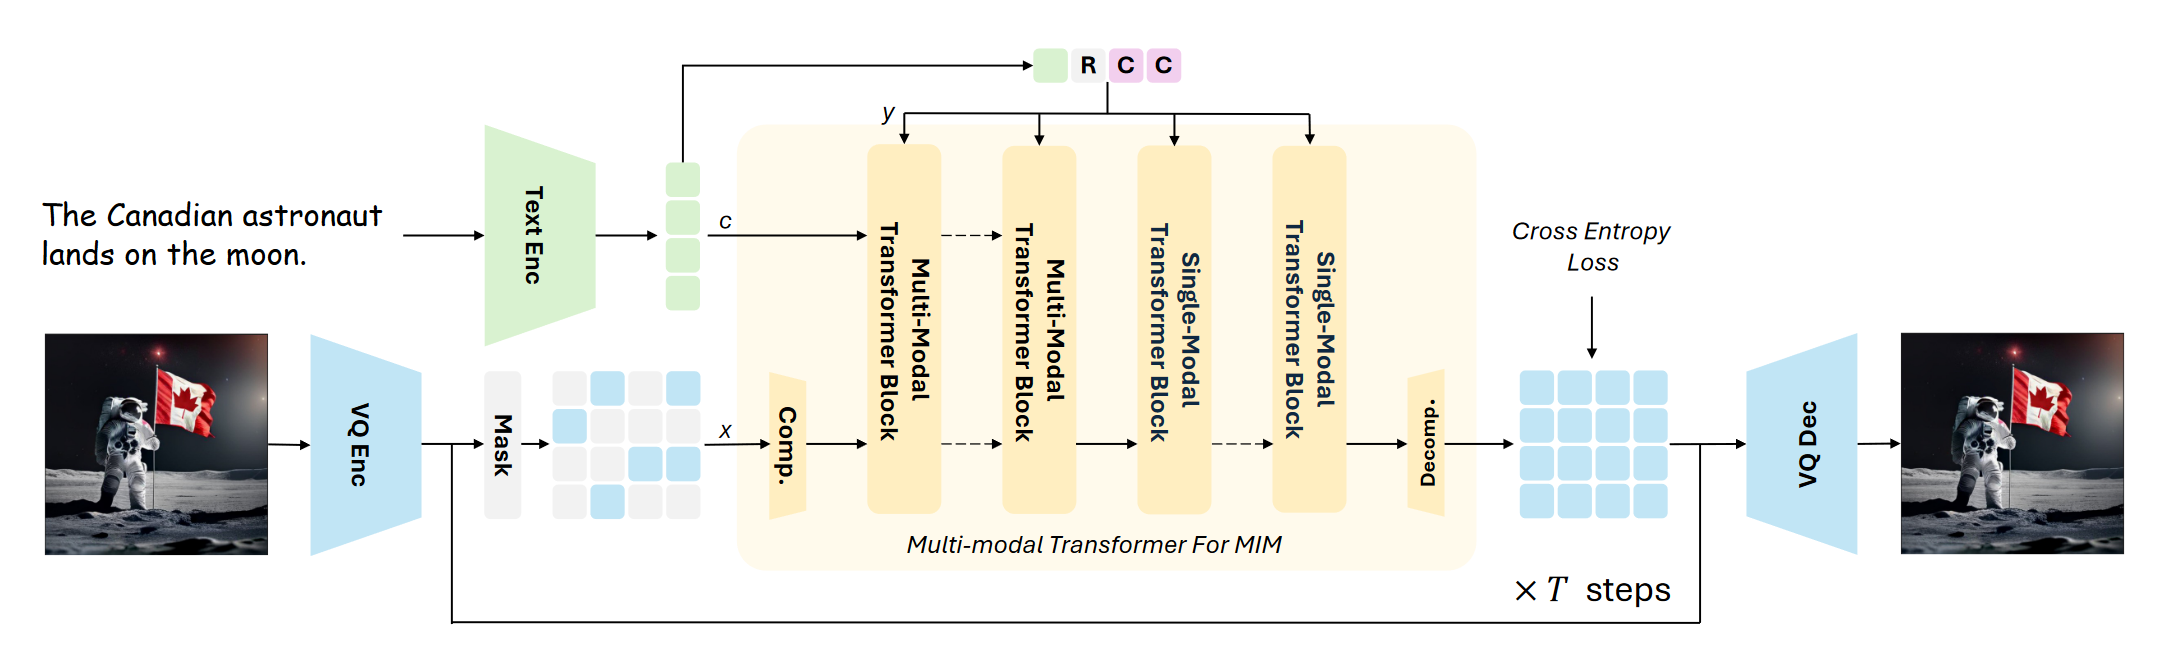 R C C
y
The Canadian astronaut
lands on the moon.
Text Enc
c
Multi-Modal
Transformer Block
Multi-Modal
Transformer Block
Single-Modal
Transformer Block
Single-Modal
Transformer Block
Cross Entropy
Loss
VQ Enc
Mask
x
Comp.
Decomp.
VQ Dec
Multi-modal Transformer For MIM
× T steps